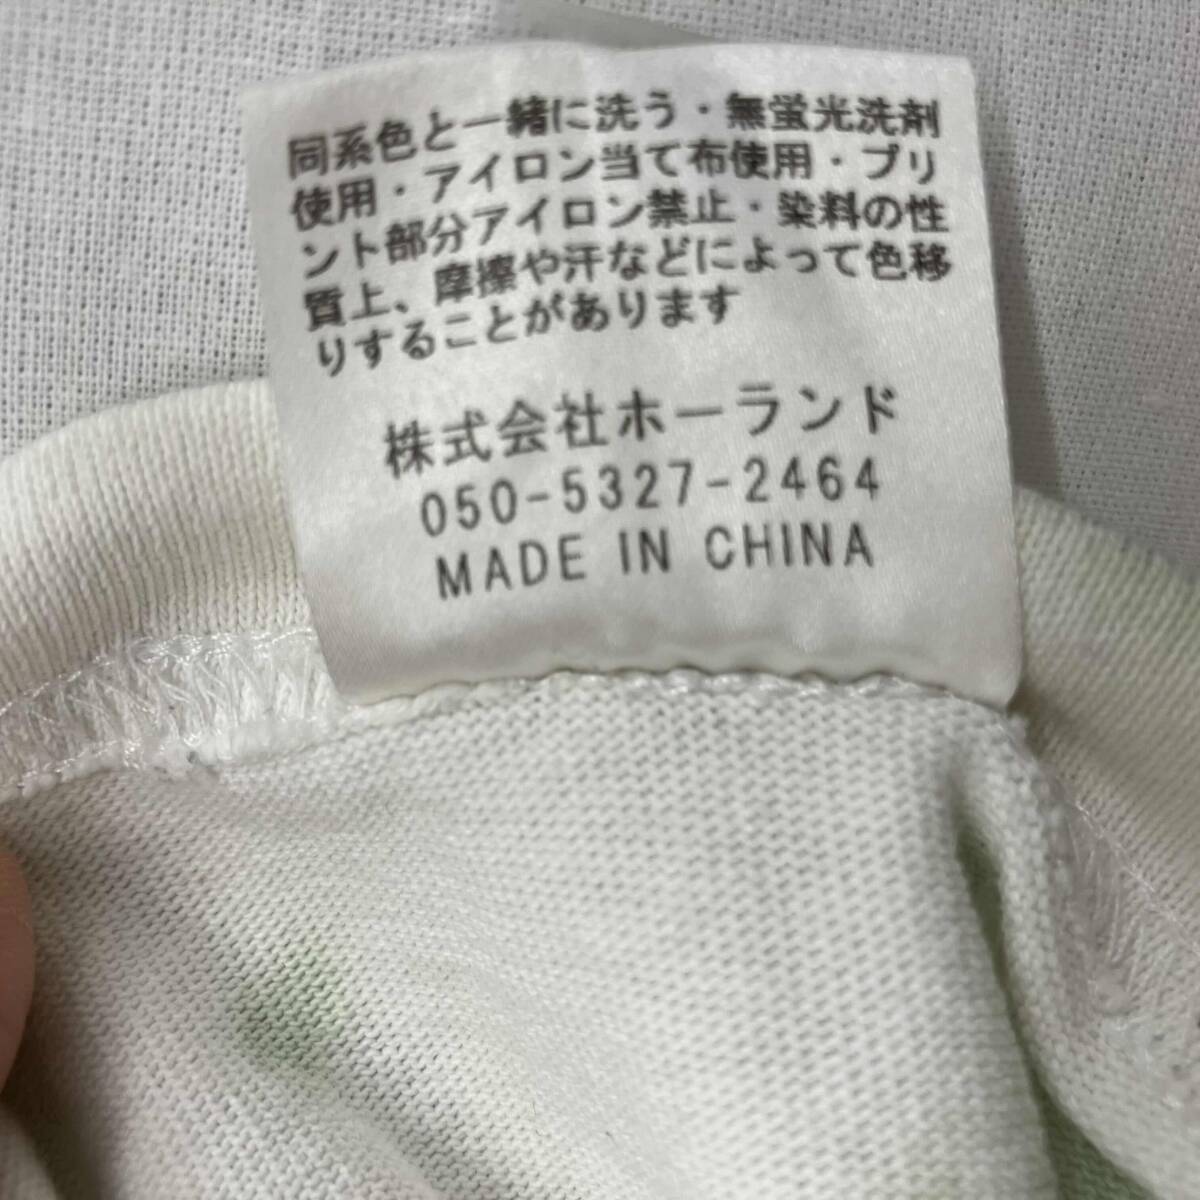 同系色と一緒に洗う・無蛍光洗剤
使用・アイロン当て布使用・プリ
ント部分アイロン禁止・染料の性
質上、摩擦や汗などによって色移
りすることがあります
株式会社ホーランド
050-5327-2464
MADE IN CHINA